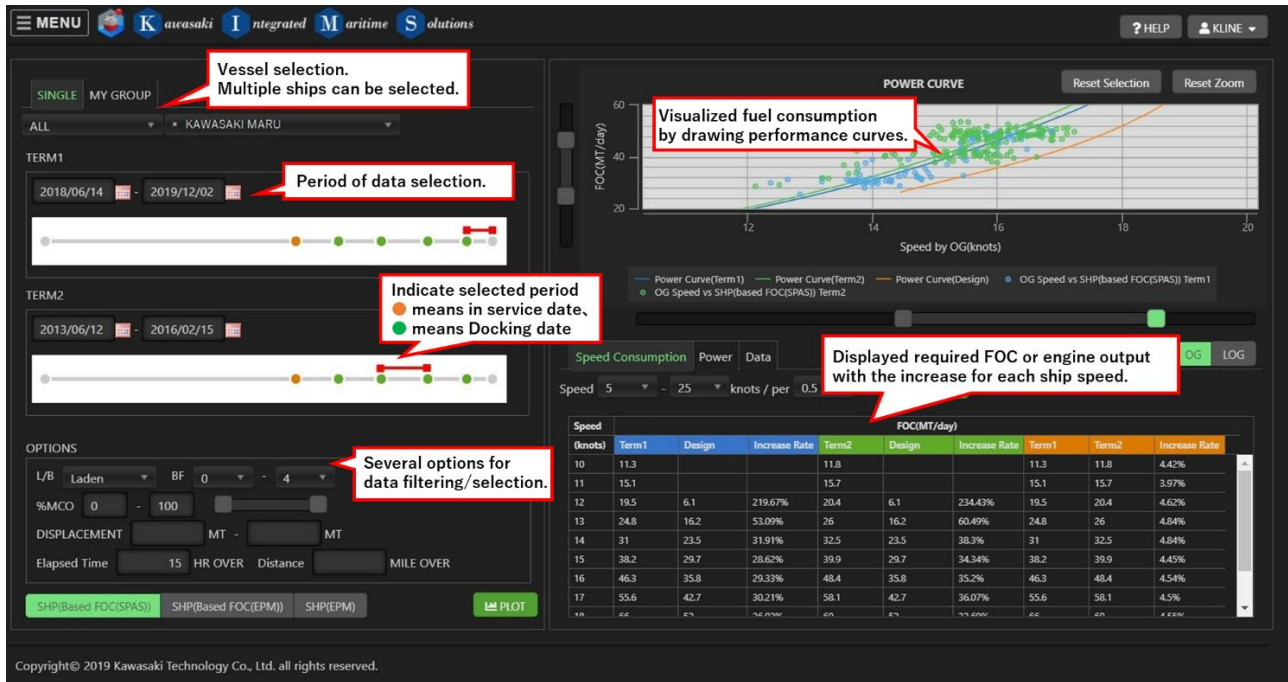 MENU
Kawasaki Integrated Maritime Solutions
? HELP
KLINE
Vessel selection.
Multiple ships can be selected.
SINGLE MY GROUP
ALL
* KAWASAKI MARU
TERM1
2018/06/14 - 2019/12/02
Period of data selection.
TERM2
2013/06/12 - 2016/02/15
Indicate selected period
means in service date、
means Docking date
OPTIONS
L/B Laden BF 0 - 4
%MCO 0 - 100
DISPLACEMENT MT - MT
Elapsed Time 15 HR OVER Distance MILE OVER
Several options for
data filtering/selection.
SHP(Based FOC(SPAS)) SHP(Based FOC(EPM)) SHP(EPM)
PLOT
POWER CURVE
Reset Selection Reset Zoom
Visualized fuel consumption
by drawing performance curves.
FOC(MT/day)
60
40
20
12 14 16 18 20
Speed by OG(knots)
Power Curve(Term1) Power Curve(Term2) Power Curve(Design) OG Speed vs SHP(based FOC(SPAS)) Term1
OG Speed vs SHP(based FOC(SPAS)) Term2
Speed Consumption Power Data
OG LOG
Displayed required FOC or engine output
with the increase for each ship speed.
Speed 5 - 25 knots / per 0.5
Speed FOC(MT/day)
(knots) Term1 Design Increase Rate Term2 Design Increase Rate Term1 Term2 Increase Rate
10 11.3 11.8 11.3 11.8 4.42%
11 15.1 15.7 15.1 15.7 3.97%
12 19.5 6.1 219.67% 20.4 6.1 234.43% 19.5 20.4 4.62%
13 24.8 16.2 53.09% 26 16.2 60.49% 24.8 26 4.84%
14 31 23.5 31.91% 32.5 23.5 38.3% 31 32.5 4.84%
15 38.2 29.7 28.62% 39.9 29.7 34.34% 38.2 39.9 4.45%
16 46.3 35.8 29.33% 48.4 35.8 35.2% 46.3 48.4 4.54%
17 55.6 42.7 30.21% 58.1 42.7 36.07% 55.6 58.1 4.5%
Copyright© 2019 Kawasaki Technology Co., Ltd. all rights reserved.